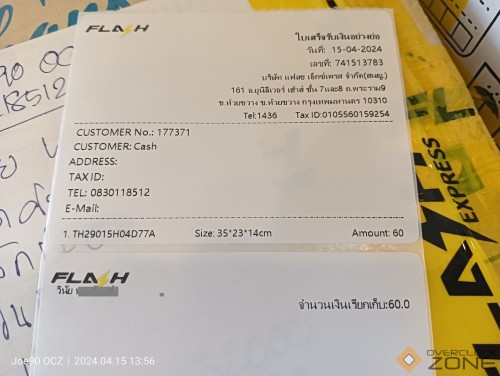 90 OC
18512
FLASH
ใบเสร็จรับเงินอย่างย่อ
วันที่: 15-04-2024
เลขที่: 741513783
บริษัท แฟลช เอ็กซ์เพรส จำกัด(สนญ.)
161 อ.ยูนิลีเวอร์ เฮ้าส์ ชั้น 7และ8 ถ.พระราม9
ข.ห้วยขวาง ข.ห้วยขวาง กรุงเทพมหานคร 10310
Tel:1436 Tax ID:0105560159254
CUSTOMER No.: 177371
CUSTOMER: Cash
ADDRESS:
TAX ID:
TEL: 0830118512
E-Mail:
1. TH29015H04D77A Size: 35*23*14cm Amount: 60
FLASH
วินัย
จำนวนเงินเรียกเก็บ:60.0
EXPRESS
Joe90 OCZ | 2024.04.15 13:56
OVERCLOCK
ZONE